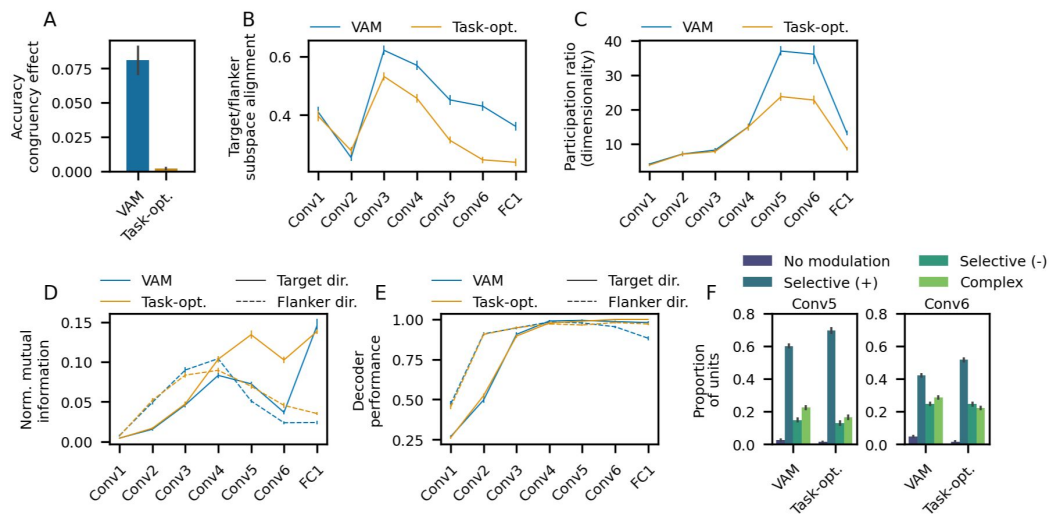 A
Accuracy
congruency effect
0.075
0.050
0.025
0.000
VAM
Task-opt.
B
VAM
Task-opt.
Target/flanker
subspace alignment
0.6
0.4
Conv1
Conv2
Conv3
Conv4
Conv5
Conv6
FC1
C
VAM
Task-opt.
Participation ratio
(dimensionality)
40
30
20
10
Conv1
Conv2
Conv3
Conv4
Conv5
Conv6
FC1
D
VAM
Task-opt.
Target dir.
Flanker dir.
Norm. mutual
information
0.15
0.10
0.05
0.00
Conv1
Conv2
Conv3
Conv4
Conv5
Conv6
FC1
E
VAM
Task-opt.
Target dir.
Flanker dir.
Decoder
performance
1.00
0.75
0.50
0.25
Conv1
Conv2
Conv3
Conv4
Conv5
Conv6
FC1
F
No modulation
Selective (+)
Selective (-)
Complex
Conv5
Proportion
of units
0.8
0.6
0.4
0.2
0.0
VAM
Task-opt.
Conv6
0.8
0.6
0.4
0.2
0.0
VAM
Task-opt.